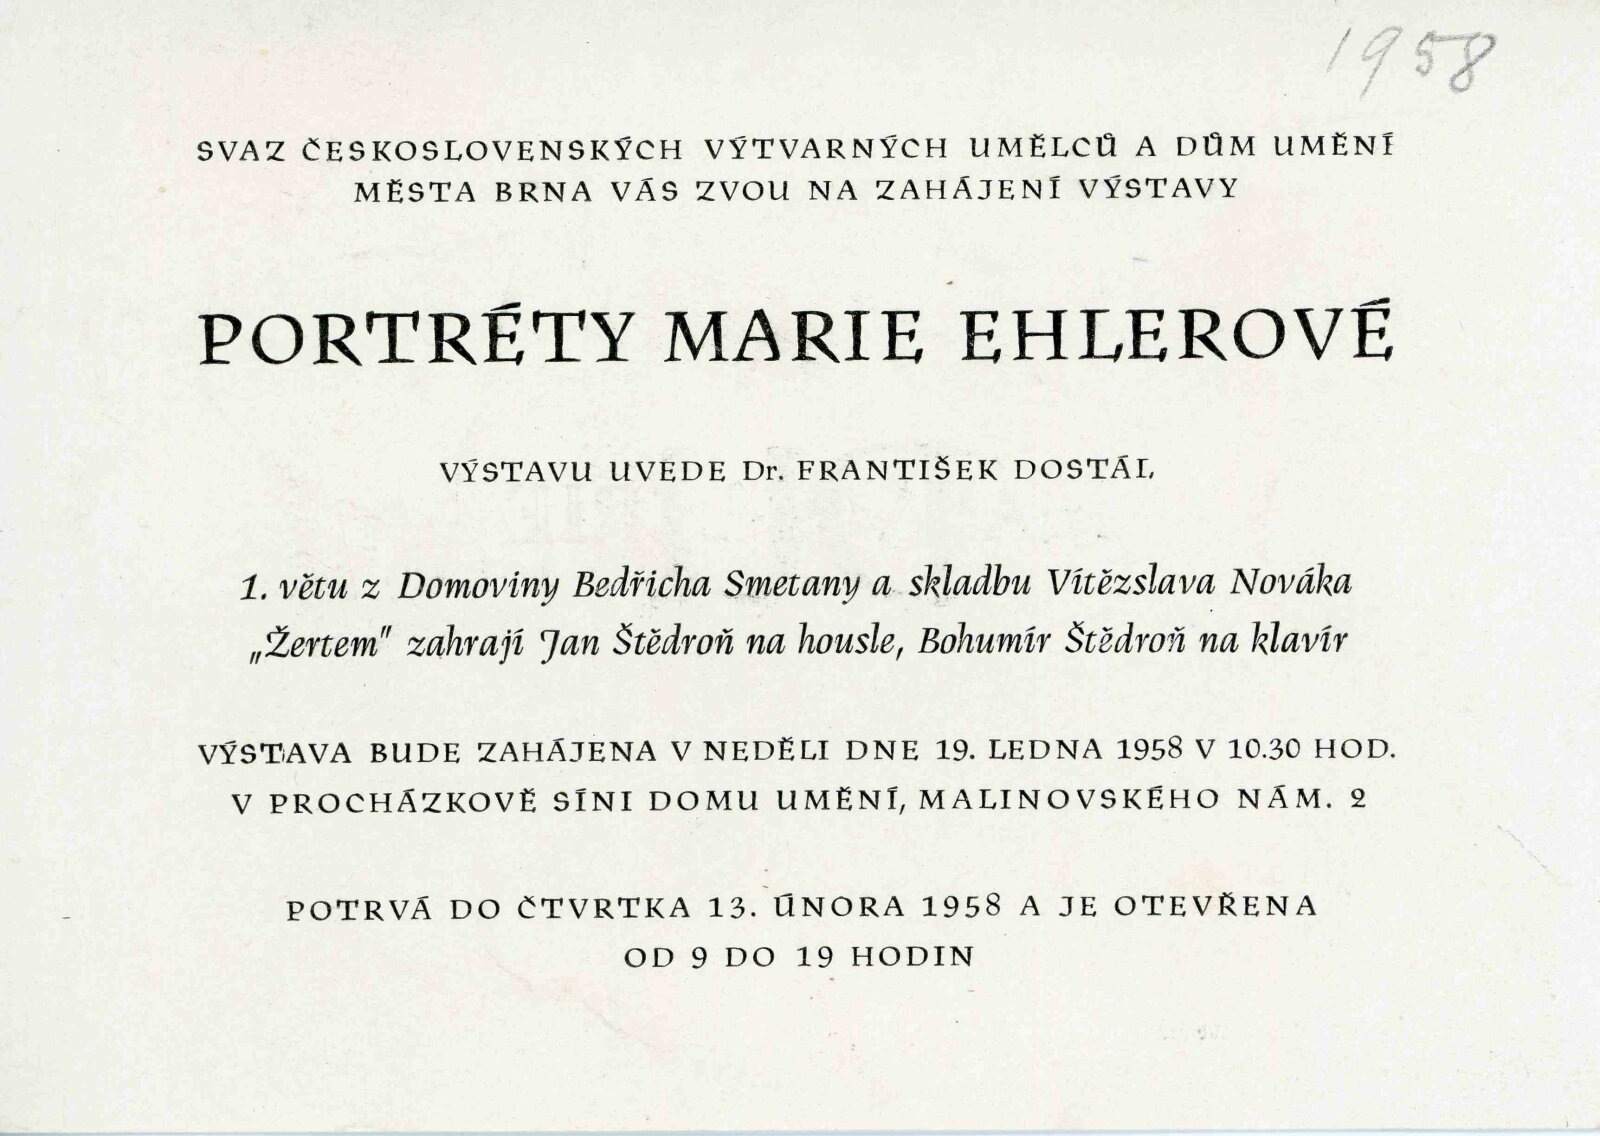 1958
SVAZ ČESKOSLOVENSKÝCH VÝTVARNÝCH UMĚLCŮ A DŮM UMĚNÍ
MĚSTA BRNA VÁS ZVOU NA ZAHÁJENÍ VÝSTAVY
PORTRÉTY MARIE EHLEROVÉ
VÝSTAVU UVEDE Dr. FRANTIŠEK DOSTÁL
1. větu z Domoviny Bedřicha Smetany a skladbu Vítězslava Nováka
„Žertem" zahrají Jan Štědroň na housle, Bohumír Štědroň na klavír
VÝSTAVA BUDE ZAHÁJENA V NEDĚLI DNE 19. LEDNA 1958 V 10.30 HOD.
V PROCHÁZKOVĚ SÍNI DOMU UMĚNÍ, MALINOVSKÉHO NÁM. 2
POTRVÁ DO ČTVRTKA 13. ÚNORA 1958 A JE OTEVŘENA
OD 9 DO 19 HODIN